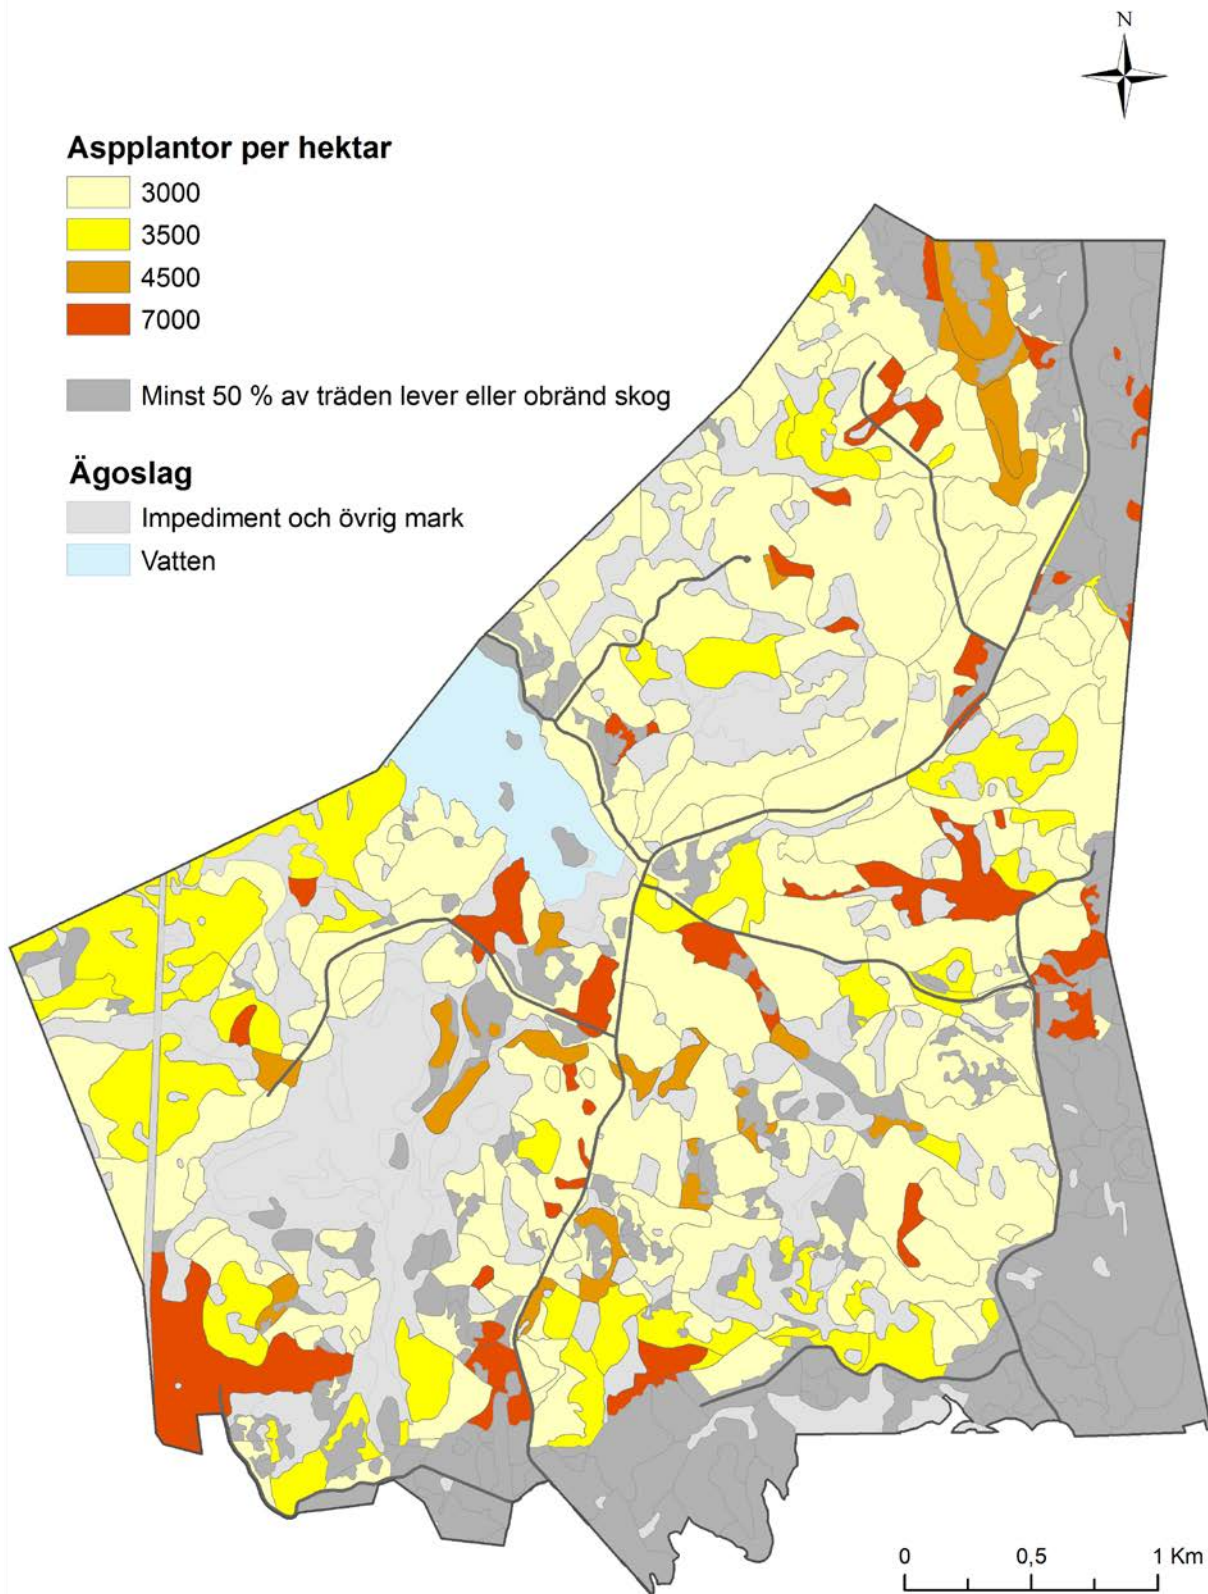 N
Aspplantor per hektar
3000
3500
4500
7000
Minst 50 % av träden lever eller obränd skog
Ägoslag
Impediment och övrig mark
Vatten
0 0,5 1 Km